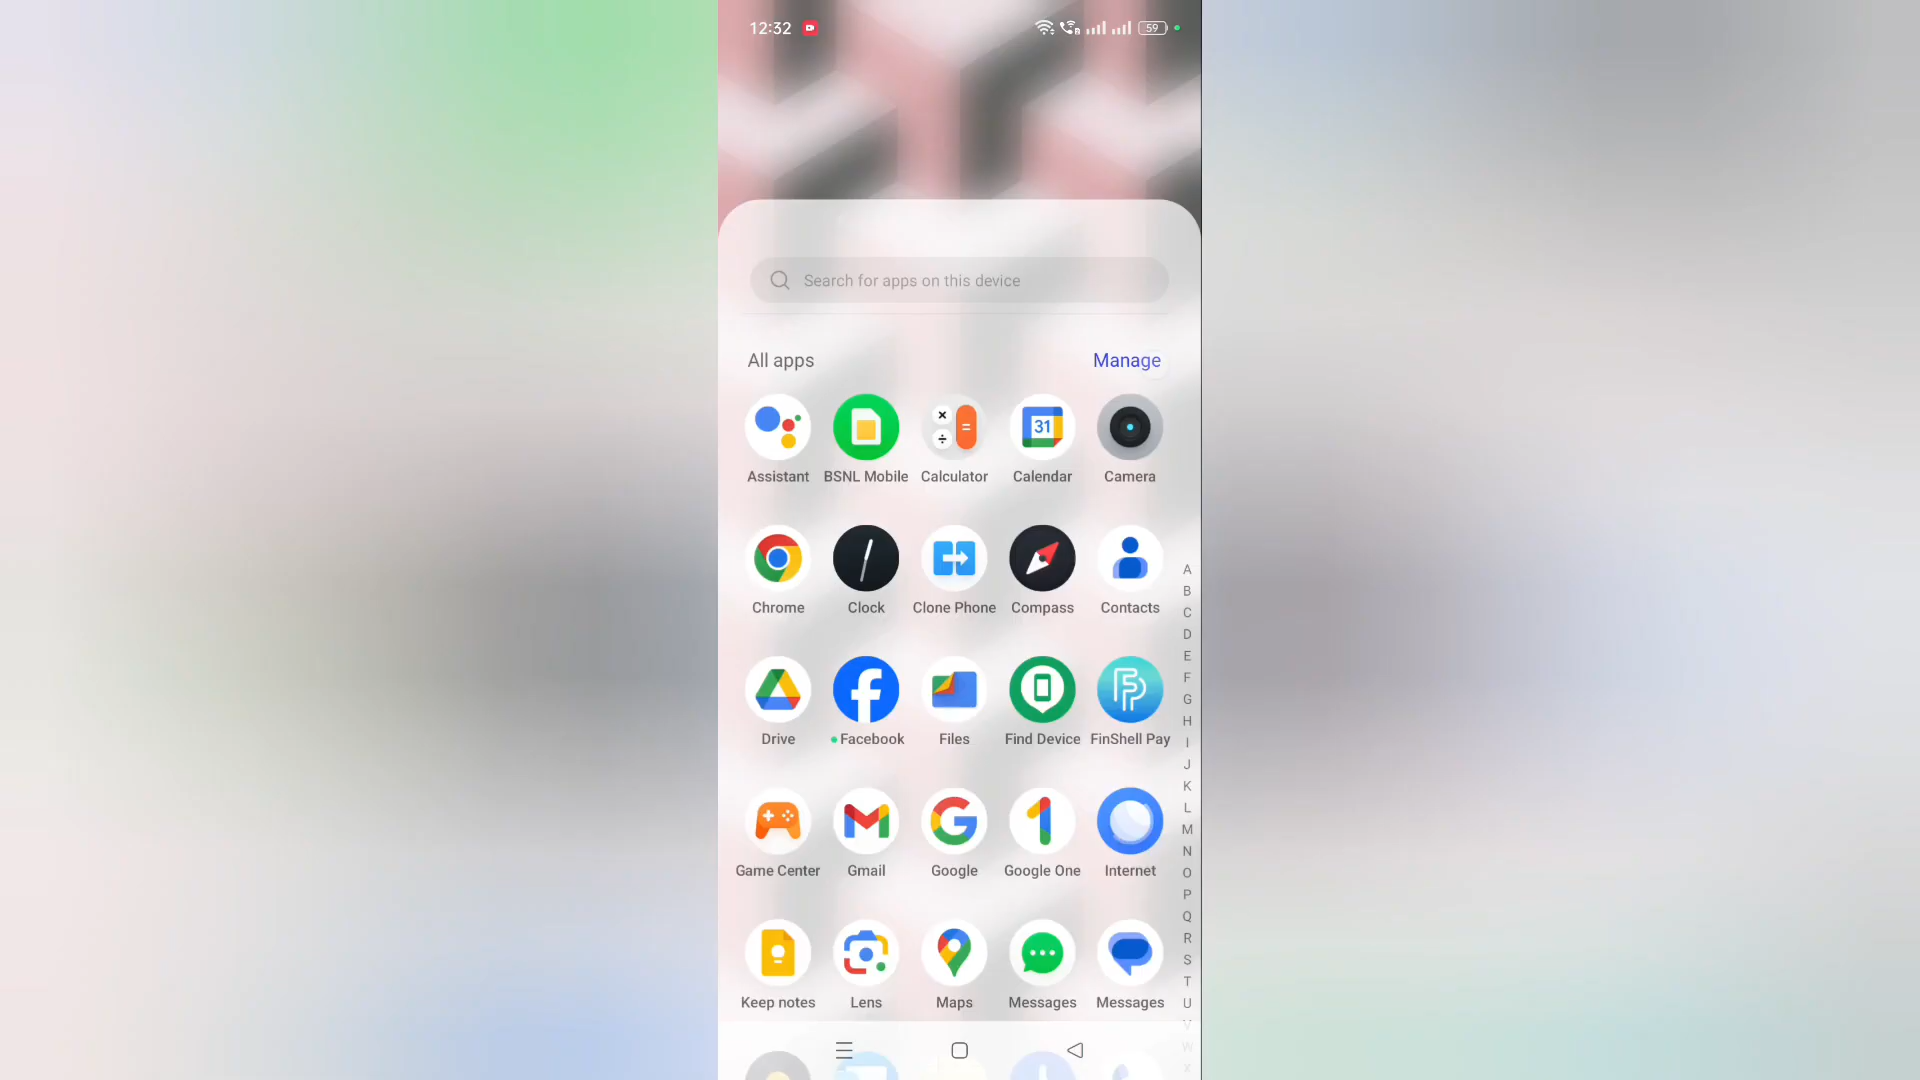 12:32
59
Search for apps on this device
All apps
Manage
31
Assistant
BSNL Mobile
Calculator
Calendar
Camera
Chrome
Clock
Clone Phone
Compass
Contacts
Drive
Facebook
Files
Find Device
FinShell Pay
Game Center
Gmail
Google
Google One
Internet
Keep notes
Lens
Maps
Messages
Messages
A
B
C
D
E
F
G
H
I
J
K
L
M
N
O
P
Q
R
S
T
U
V
W
X